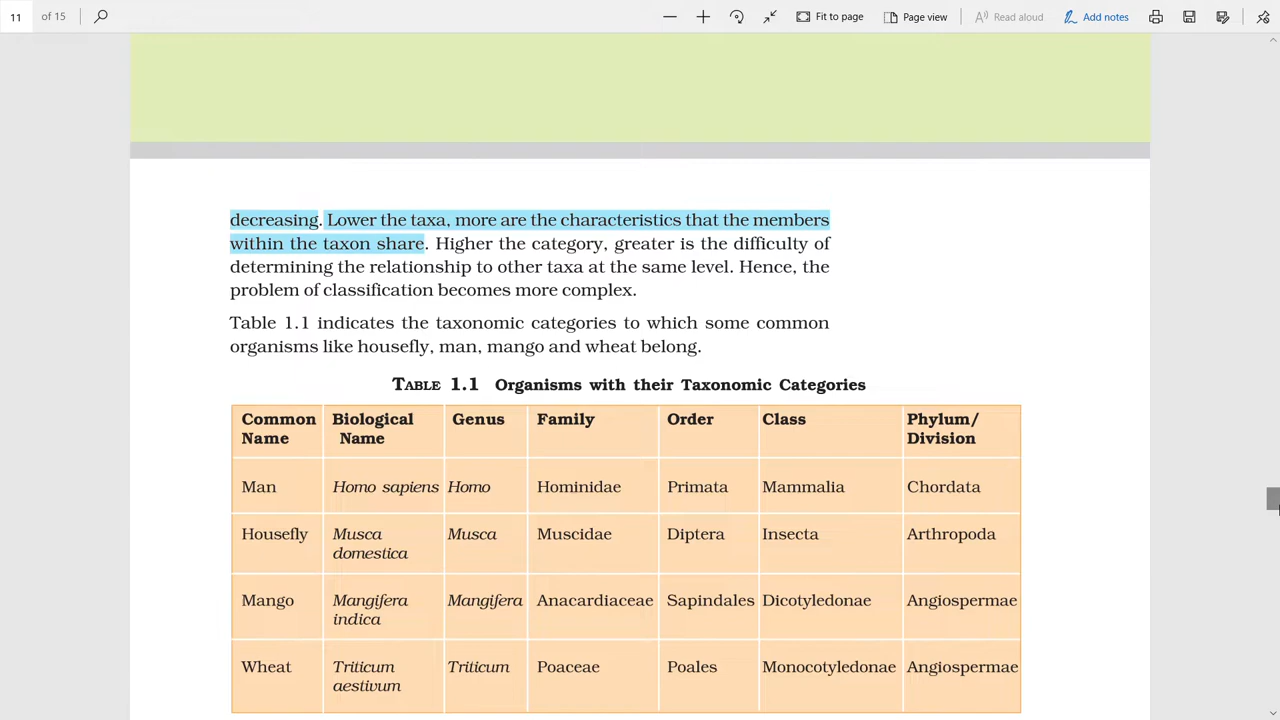 11 of 15 Fit to page Page view Read aloud Add notes
decreasing. Lower the taxa, more are the characteristics that the members
within the taxon share. Higher the category, greater is the difficulty of
determining the relationship to other taxa at the same level. Hence, the
problem of classification becomes more complex.
Table 1.1 indicates the taxonomic categories to which some common
organisms like housefly, man, mango and wheat belong.
TABLE 1.1 Organisms with their Taxonomic Categories
Common Biological Genus Family Order Class Phylum/
Name Name Division
Man Homo sapiens Homo Hominidae Primata Mammalia Chordata
Housefly Musca Musca Muscidae Diptera Insecta Arthropoda
domestica
Mango Mangifera Mangifera Anacardiaceae Sapindales Dicotyledonae Angiospermae
indica
Wheat Triticum Triticum Poaceae Poales Monocotyledonae Angiospermae
aestivum